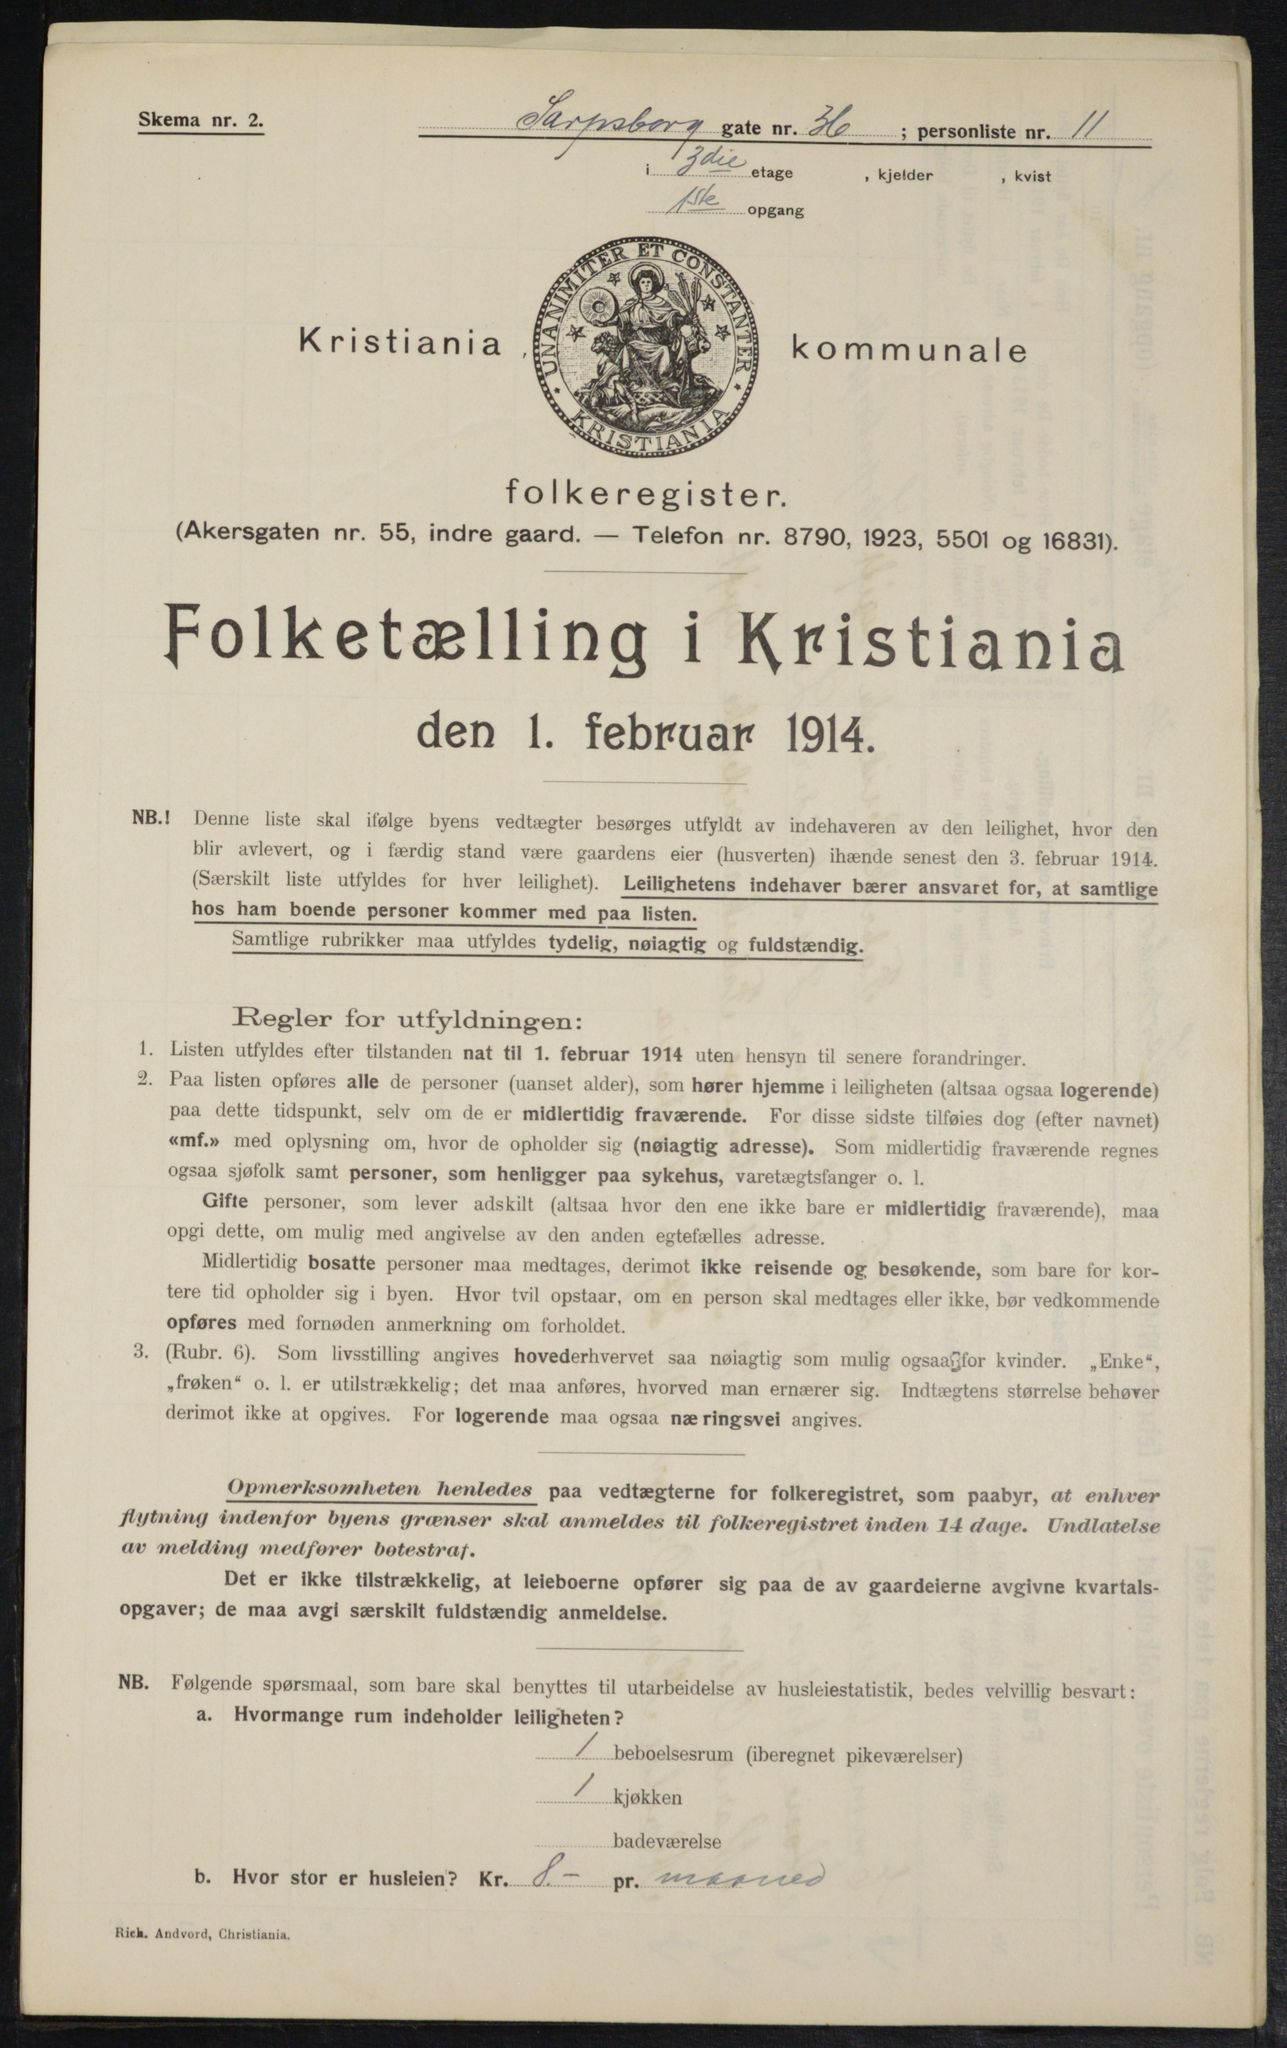 Skema nr. 2.
Sarpsborg gate nr. 3b ; personliste nr. 11
i 3die etage , kjelder , kvist
1ste opgang
UNANIMITER ET CONSTANTER
KRISTIANIA
Kristiania kommunale
folkeregister.
(Akersgaten nr. 55, indre gaard. — Telefon nr. 8790, 1923, 5501 og 16831).
Folketælling i Kristiania
den 1. februar 1914.
NB.! Denne liste skal ifølge byens vedtægter besørges utfyldt av indehaveren av den leilighet, hvor den
blir avlevert, og i færdig stand være gaardens eier (husverten) ihænde senest den 3. februar 1914.
(Særskilt liste utfyldes for hver leilighet). Leilighetens indehaver bærer ansvaret for, at samtlige
hos ham boende personer kommer med paa listen.
Samtlige rubrikker maa utfyldes tydelig, nøiagtig og fuldstændig.
Regler for utfyldningen:
1. Listen utfyldes efter tilstanden nat til 1. februar 1914 uten hensyn til senere forandringer.
2. Paa listen opføres alle de personer (uanset alder), som hører hjemme i leiligheten (altsaa ogsaa logerende)
paa dette tidspunkt, selv om de er midlertidig fraværende. For disse sidste tilføies dog (efter navnet)
«mf.» med oplysning om, hvor de opholder sig (nøiagtig adresse). Som midlertidig fraværende regnes
ogsaa sjøfolk samt personer, som henligger paa sykehus, varetægtsfanger o. l.
Gifte personer, som lever adskilt (altsaa hvor den ene ikke bare er midlertidig fraværende), maa
opgi dette, om mulig med angivelse av den anden egtefælles adresse.
Midlertidig bosatte personer maa medtages, derimot ikke reisende og besøkende, som bare for kor-
tere tid opholder sig i byen. Hvor tvil opstaar, om en person skal medtages eller ikke, bør vedkommende
opføres med fornøden anmerkning om forholdet.
3. (Rubr. 6). Som livsstilling angives hovederhvervet saa nøiagtig som mulig ogsaa for kvinder. „Enke“,
„frøken“ o. l. er utilstrækkelig; det maa anføres, hvorved man ernærer sig. Indtægtens størrelse behøver
derimot ikke at opgives. For logerende maa ogsaa næringsvei angives.
Opmerksomheten henledes paa vedtægterne for folkeregistret, som paabyr, at enhver
flytning indenfor byens grænser skal anmeldes til folkeregistret inden 14 dage. Undlatelse
av melding medfører bøtestraf.
Det er ikke tilstrækkelig, at leieboerne opfører sig paa de av gaardeierne avgivne kvartals-
opgaver; de maa avgi særskilt fuldstændig anmeldelse.
NB. Følgende spørsmaal, som bare skal benyttes til utarbeidelse av husleiestatistik, bedes velvillig besvart:
a. Hvormange rum indeholder leiligheten?
1 beboelsesrum (iberegnet pikeværelser)
1 kjøkken
badeværelse
b. Hvor stor er husleien? Kr. 8.- pr. maaned
Rich. Andvord, Christiania.